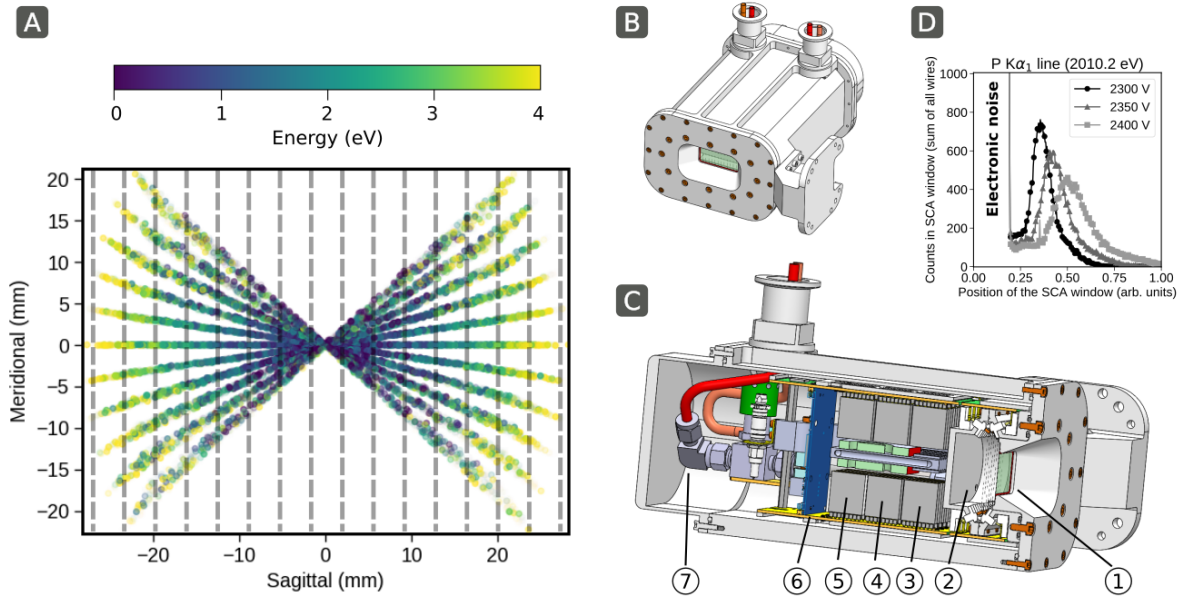 A
0 1 2 3 4
Energy (eV)
20
15
10
5
0
−5
−10
−15
−20
Meridional (mm)
−20 −10 0 10 20
Sagittal (mm)
B
C
7 6 5 4 3 2 1
D
P Kα1 line (2010.2 eV)
1000
800
600
400
200
0
Counts in SCA window (sum of all wires)
Electronic noise
2300 V
2350 V
2400 V
0.00 0.25 0.50 0.75 1.00
Position of the SCA window (arb. units)